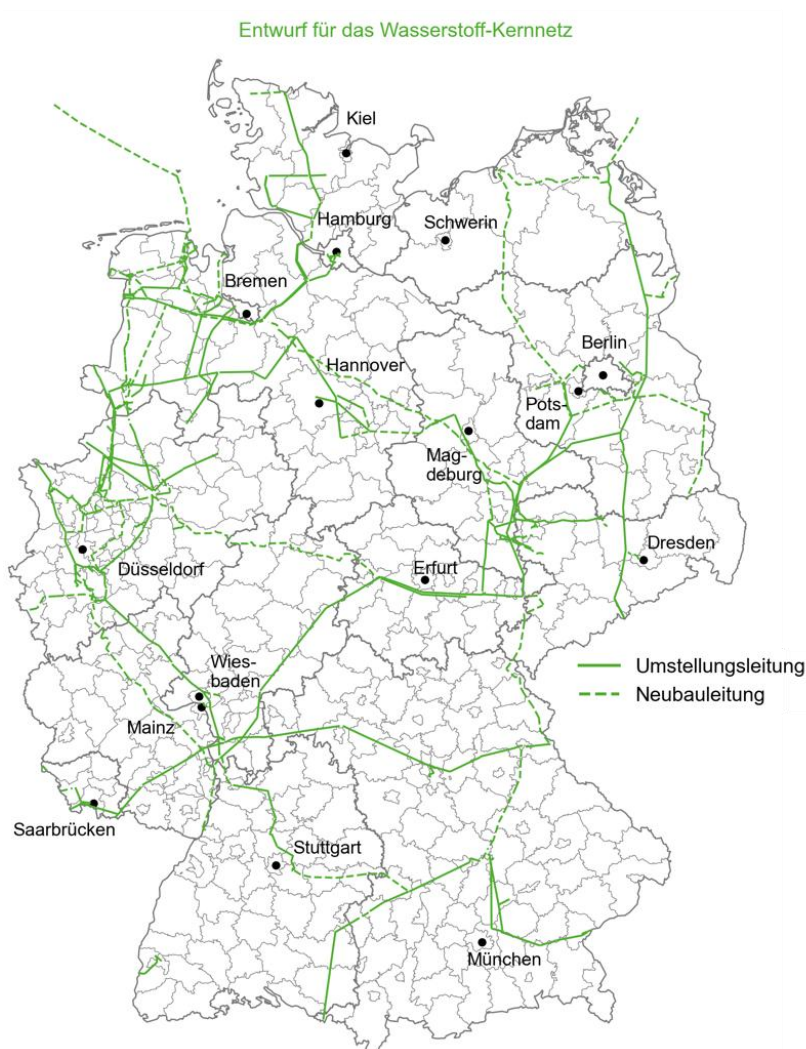 Entwurf für das Wasserstoff-Kernnetz
Kiel
Hamburg
Schwerin
Bremen
Berlin
Hannover
Pots-
dam
Mag-
deburg
Dresden
Erfurt
Düsseldorf
Wies-
baden
Umstellungsleitung
Neubauleitung
Mainz
Saarbrücken
Stuttgart
München